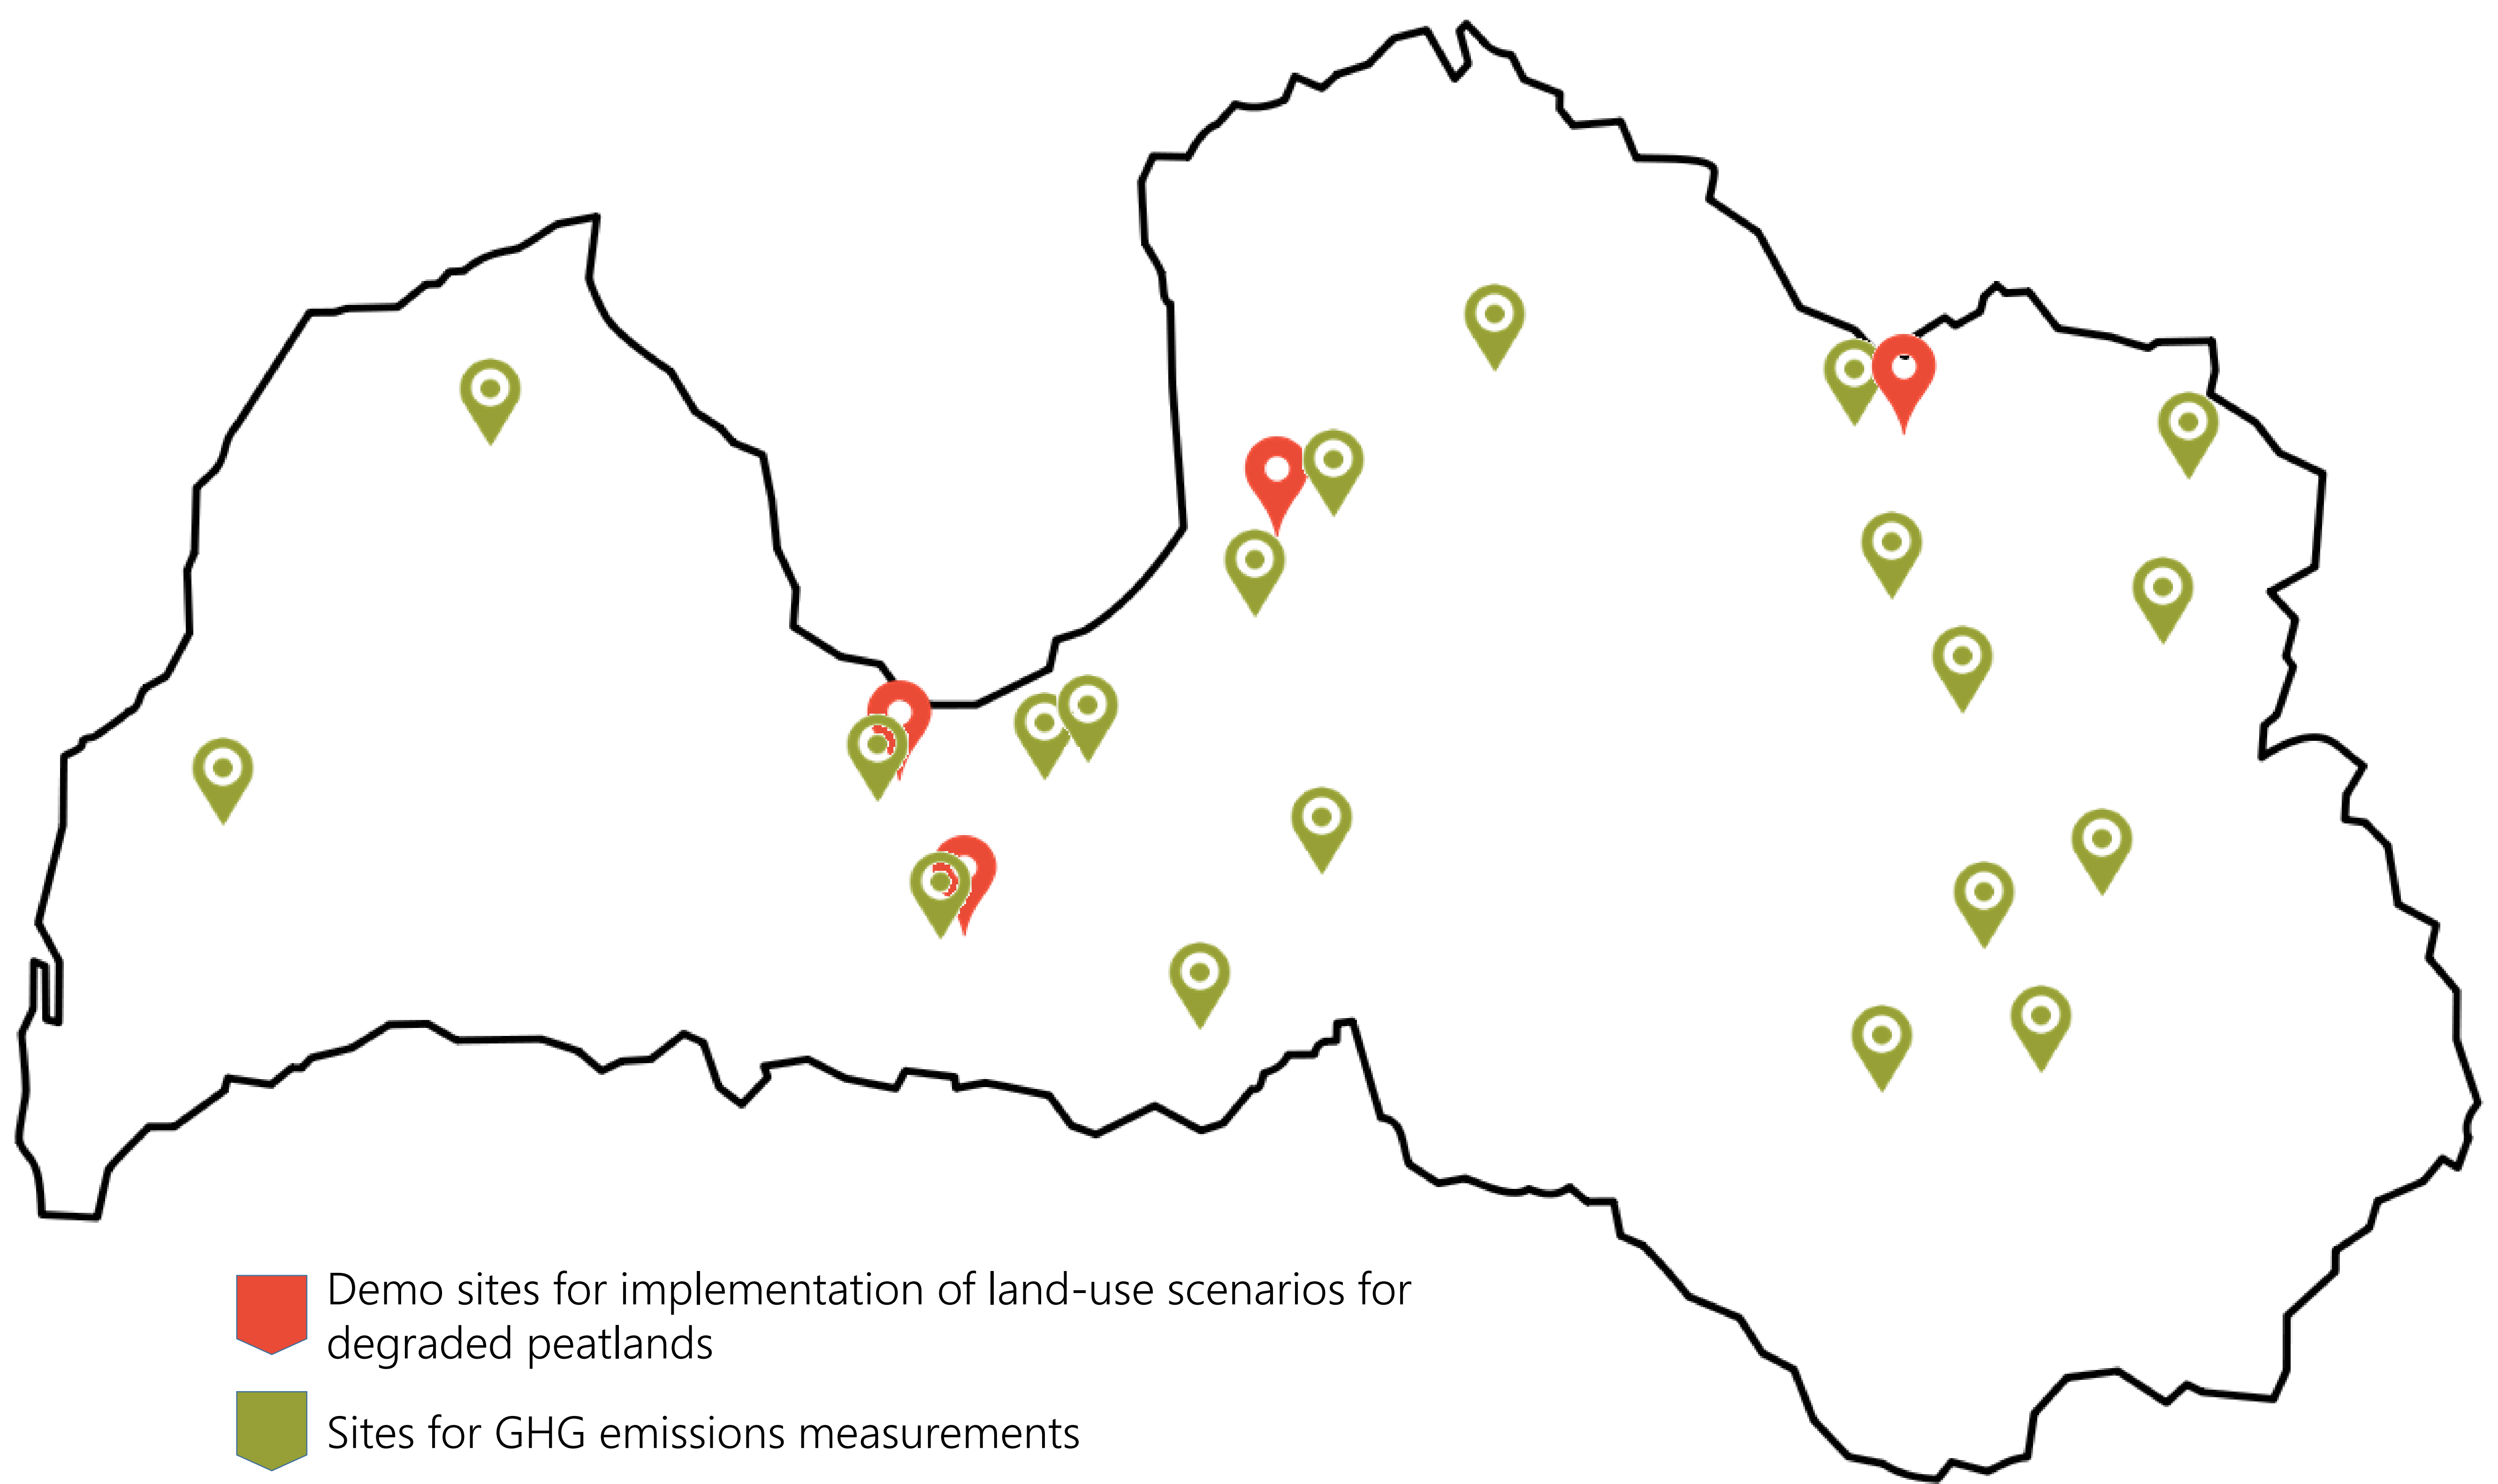 Demo sites for implementation of land-use scenarios for
degraded peatlands
Sites for GHG emissions measurements